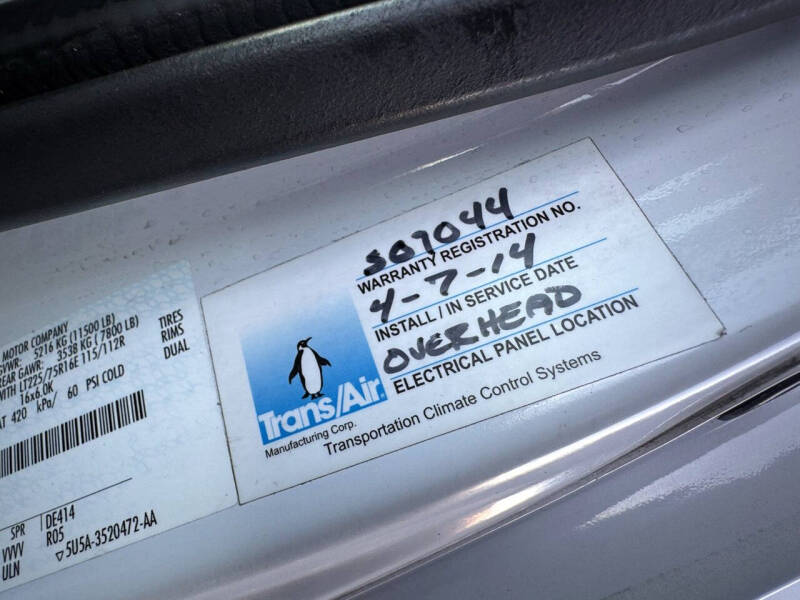 MOTOR COMPANY
GVWR: 5216 KG (11500 LB)
REAR GAWR: 3538 KG (7800 LB)
WITH LT225/75R16E 115/112R
16x6.0K
AT 420 kPa/ 60 PSI COLD
TIRES
RIMS
DUAL
SPR
DE414
VVVV
R05
ULN
▽5U5A-3520472-AA
S07044
WARRANTY REGISTRATION NO.
4-7-14
INSTALL / IN SERVICE DATE
OVERHEAD
ELECTRICAL PANEL LOCATION
Trans/Air
Manufacturing Corp.
Transportation Climate Control Systems